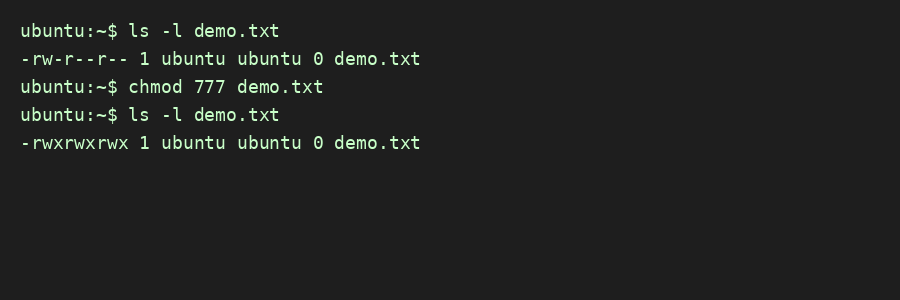 ubuntu:~$ ls -l demo.txt
-rw-r--r-- 1 ubuntu ubuntu 0 demo.txt
ubuntu:~$ chmod 777 demo.txt
ubuntu:~$ ls -l demo.txt
-rwxrwxrwx 1 ubuntu ubuntu 0 demo.txt